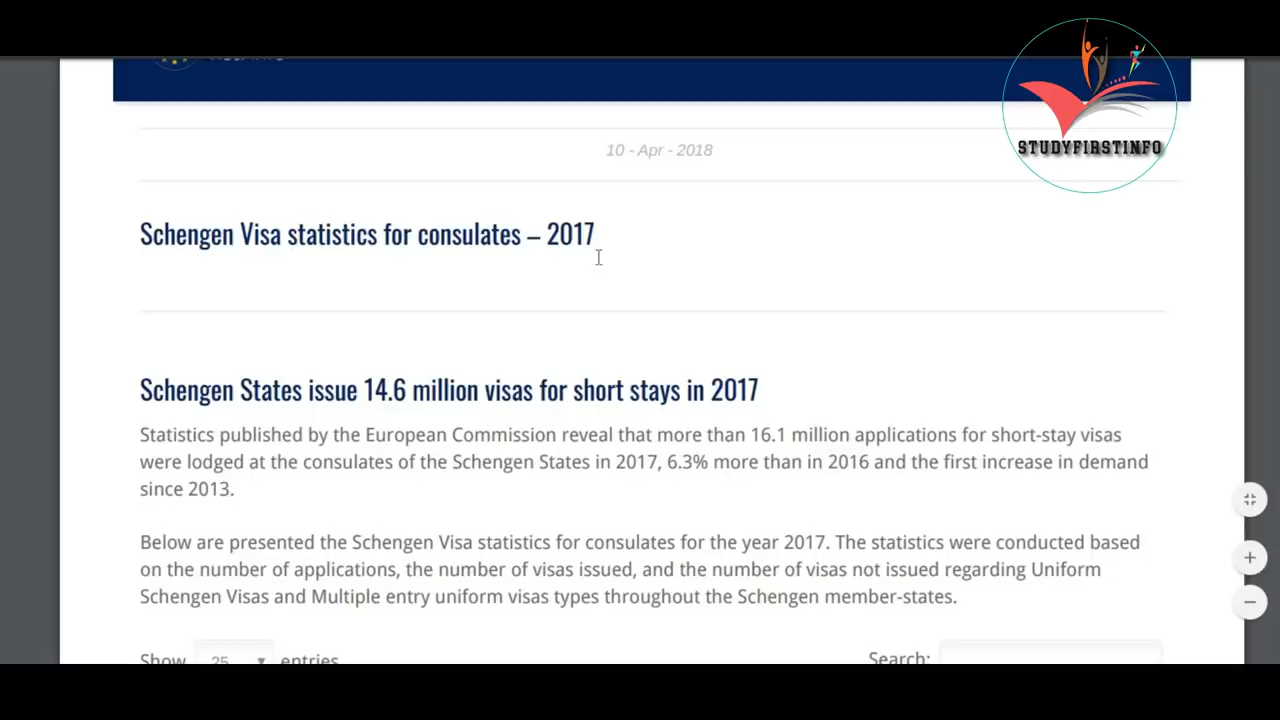 STUDYFIRSTINFO
10 - Apr - 2018
Schengen Visa statistics for consulates – 2017
Schengen States issue 14.6 million visas for short stays in 2017
Statistics published by the European Commission reveal that more than 16.1 million applications for short-stay visas
were lodged at the consulates of the Schengen States in 2017, 6.3% more than in 2016 and the first increase in demand
since 2013.
Below are presented the Schengen Visa statistics for consulates for the year 2017. The statistics were conducted based
on the number of applications, the number of visas issued, and the number of visas not issued regarding Uniform
Schengen Visas and Multiple entry uniform visas types throughout the Schengen member-states.
Show 25 entries
Search: